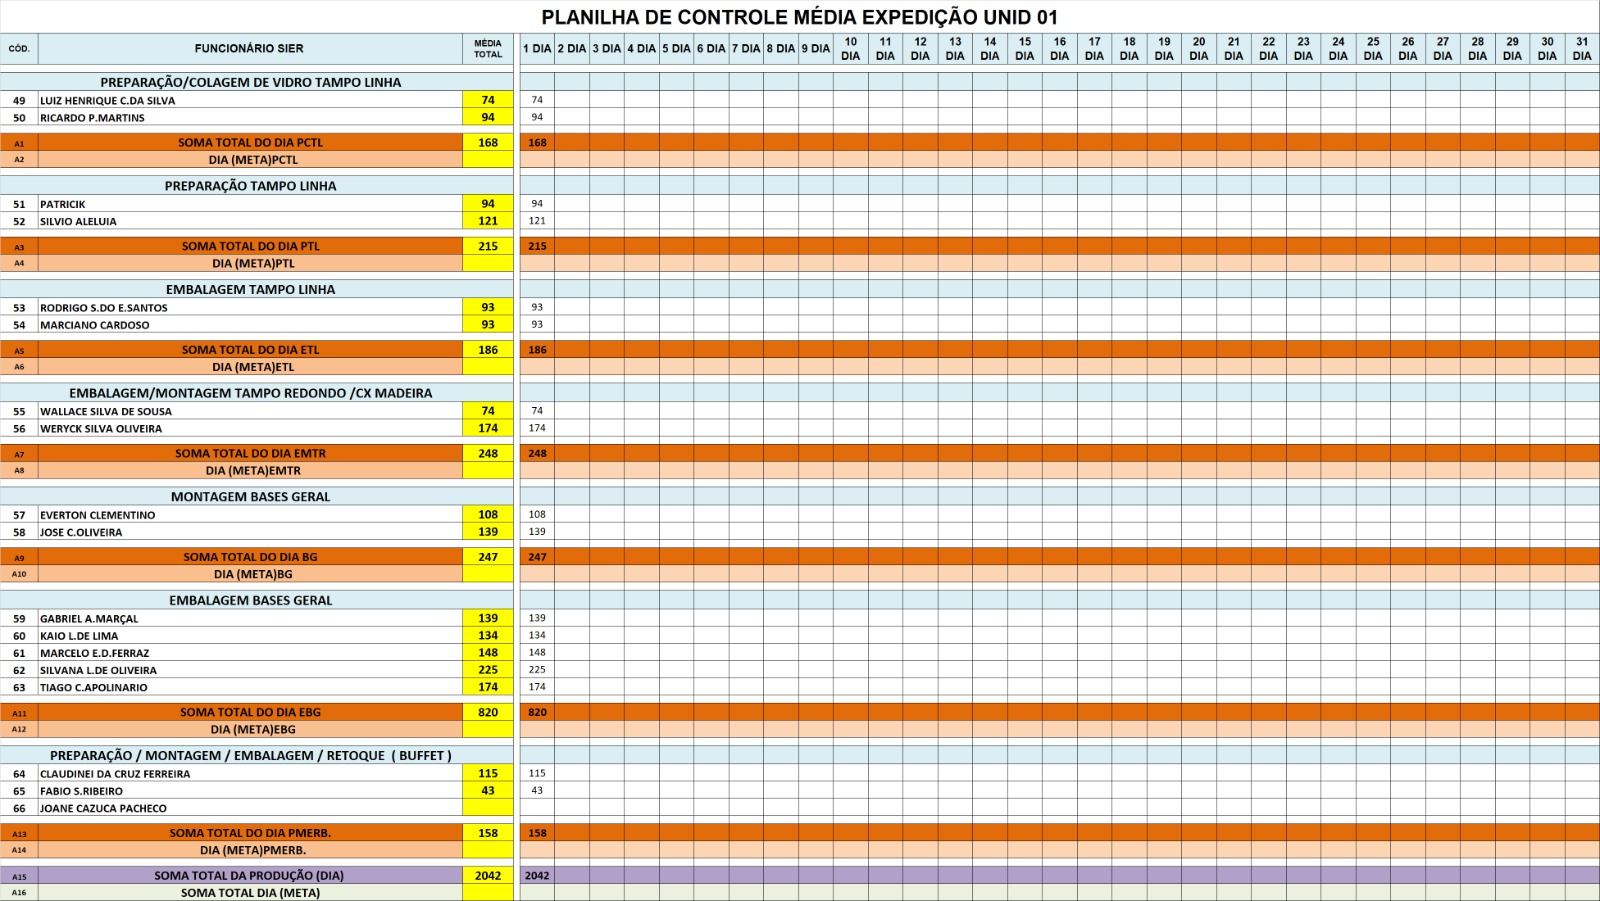 PLANILHA DE CONTROLE MÉDIA EXPEDIÇÃO UNID 01
CÓD. FUNCIONÁRIO SIER MÉDIA TOTAL 1 DIA 2 DIA 3 DIA 4 DIA 5 DIA 6 DIA 7 DIA 8 DIA 9 DIA 10 DIA 11 DIA 12 DIA 13 DIA 14 DIA 15 DIA 16 DIA 17 DIA 18 DIA 19 DIA 20 DIA 21 DIA 22 DIA 23 DIA 24 DIA 25 DIA 26 DIA 27 DIA 28 DIA 29 DIA 30 DIA 31 DIA
PREPARAÇÃO/COLAGEM DE VIDRO TAMPO LINHA
49 LUIZ HENRIQUE C.DA SILVA 74 74
50 RICARDO P.MARTINS 94 94
A1 SOMA TOTAL DO DIA PCTL 168 168
A2 DIA (META)PCTL
PREPARAÇÃO TAMPO LINHA
51 PATRICIK 94 94
52 SILVIO ALELUIA 121 121
A3 SOMA TOTAL DO DIA PTL 215 215
A4 DIA (META)PTL
EMBALAGEM TAMPO LINHA
53 RODRIGO S.DO E.SANTOS 93 93
54 MARCIANO CARDOSO 93 93
A5 SOMA TOTAL DO DIA ETL 186 186
A6 DIA (META)ETL
EMBALAGEM/MONTAGEM TAMPO REDONDO /CX MADEIRA
55 WALLACE SILVA DE SOUSA 74 74
56 WERYCK SILVA OLIVEIRA 174 174
A7 SOMA TOTAL DO DIA EMTR 248 248
A8 DIA (META)EMTR
MONTAGEM BASES GERAL
57 EVERTON CLEMENTINO 108 108
58 JOSE C.OLIVEIRA 139 139
A9 SOMA TOTAL DO DIA BG 247 247
A10 DIA (META)BG
EMBALAGEM BASES GERAL
59 GABRIEL A.MARÇAL 139 139
60 KAIO L.DE LIMA 134 134
61 MARCELO E.D.FERRAZ 148 148
62 SILVANA L.DE OLIVEIRA 225 225
63 TIAGO C.APOLINARIO 174 174
A11 SOMA TOTAL DO DIA EBG 820 820
A12 DIA (META)EBG
PREPARAÇÃO / MONTAGEM / EMBALAGEM / RETOQUE ( BUFFET )
64 CLAUDINEI DA CRUZ FERREIRA 115 115
65 FABIO S.RIBEIRO 43 43
66 JOANE CAZUCA PACHECO
A13 SOMA TOTAL DO DIA PMERB. 158 158
A14 DIA (META)PMERB.
A15 SOMA TOTAL DA PRODUÇÃO (DIA) 2042 2042
A16 SOMA TOTAL DIA (META)